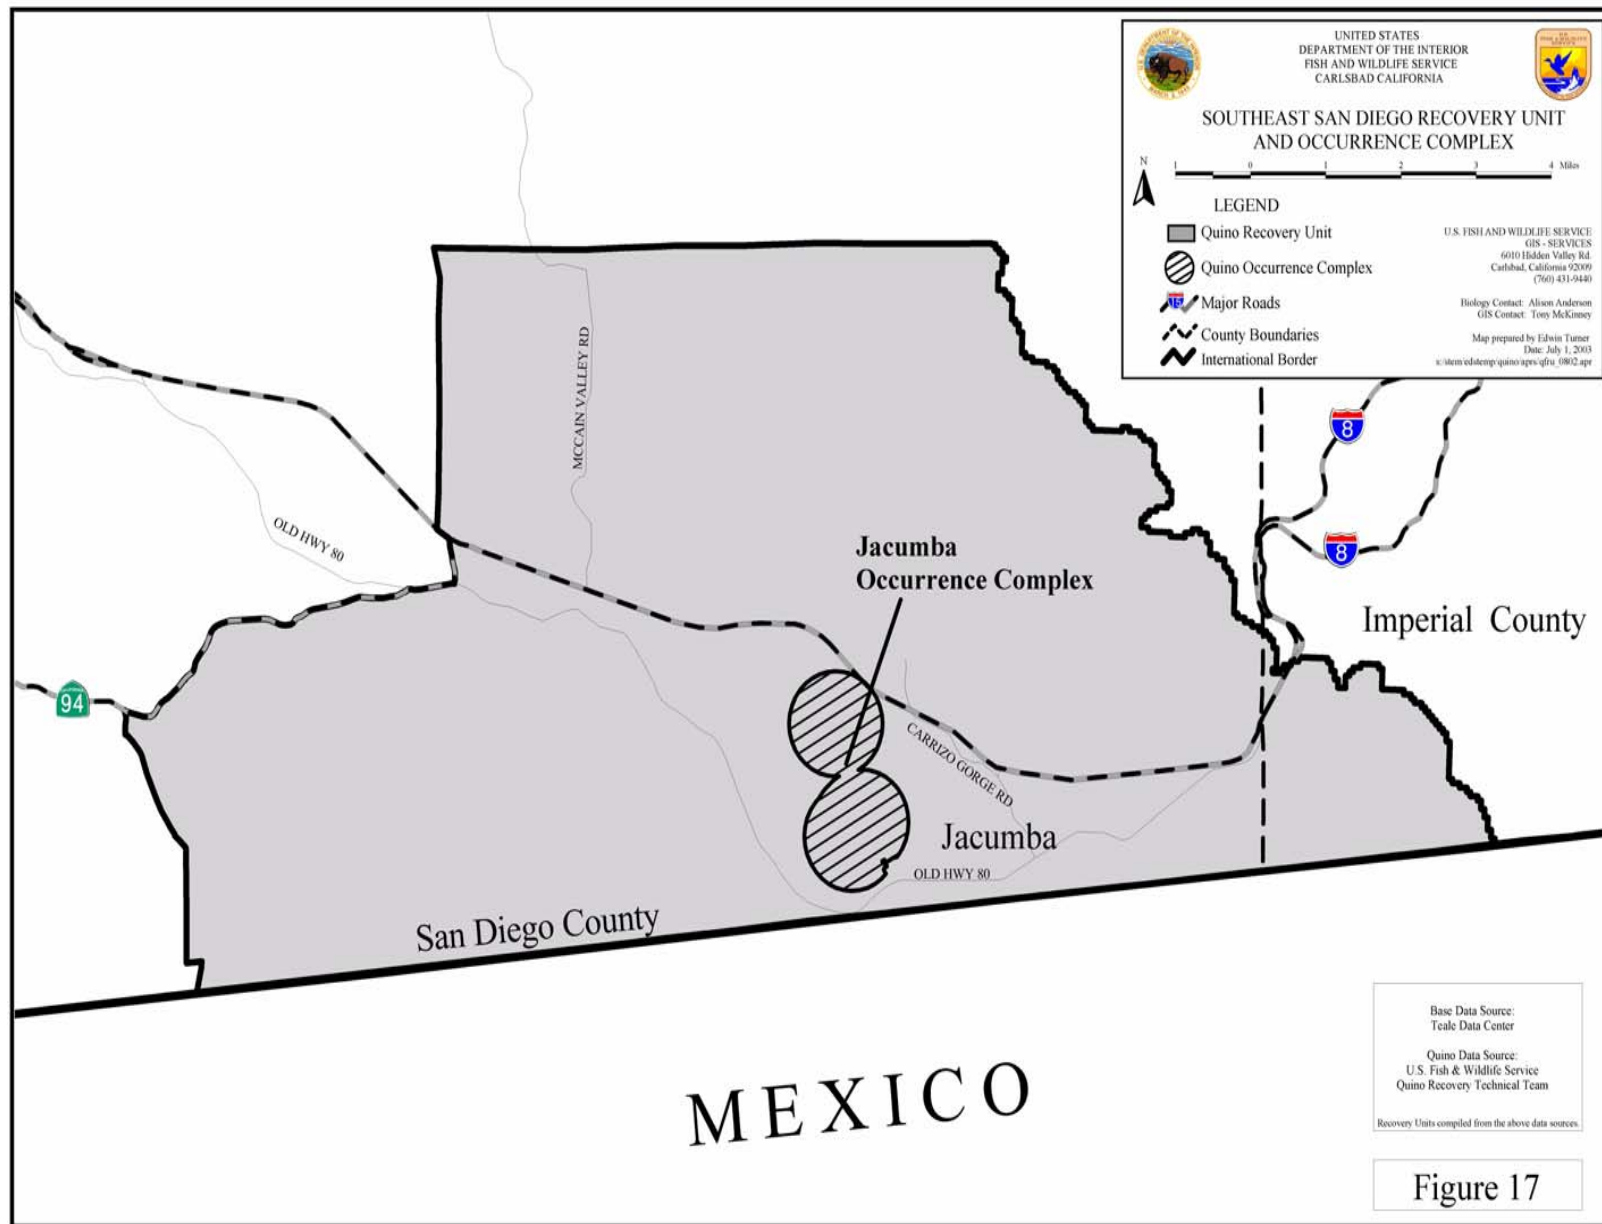 UNITED STATES
DEPARTMENT OF THE INTERIOR
FISH AND WILDLIFE SERVICE
CARLSBAD CALIFORNIA
SOUTHEAST SAN DIEGO RECOVERY UNIT
AND OCCURRENCE COMPLEX
N
1 0 1 2 3 4 Miles
LEGEND
Quino Recovery Unit
Quino Occurrence Complex
15 Major Roads
County Boundaries
International Border
U.S. FISH AND WILDLIFE SERVICE
GIS - SERVICES
6010 Hidden Valley Rd.
Carlsbad, California 92009
(760) 431-9440
Biology Contact: Alison Anderson
GIS Contact: Tony McKinney
Map prepared by Edwin Turner
Date: July 1, 2003
MCCAIN VALLEY RD
8
OLD HWY 80
8
Jacumba
Occurrence Complex
Imperial County
94
CARRIZO GORGE RD
Jacumba
OLD HWY 80
San Diego County
MEXICO
Base Data Source:
Teale Data Center
Quino Data Source:
U.S. Fish & Wildlife Service
Quino Recovery Technical Team
Recovery Units compiled from the above data sources.
Figure 17